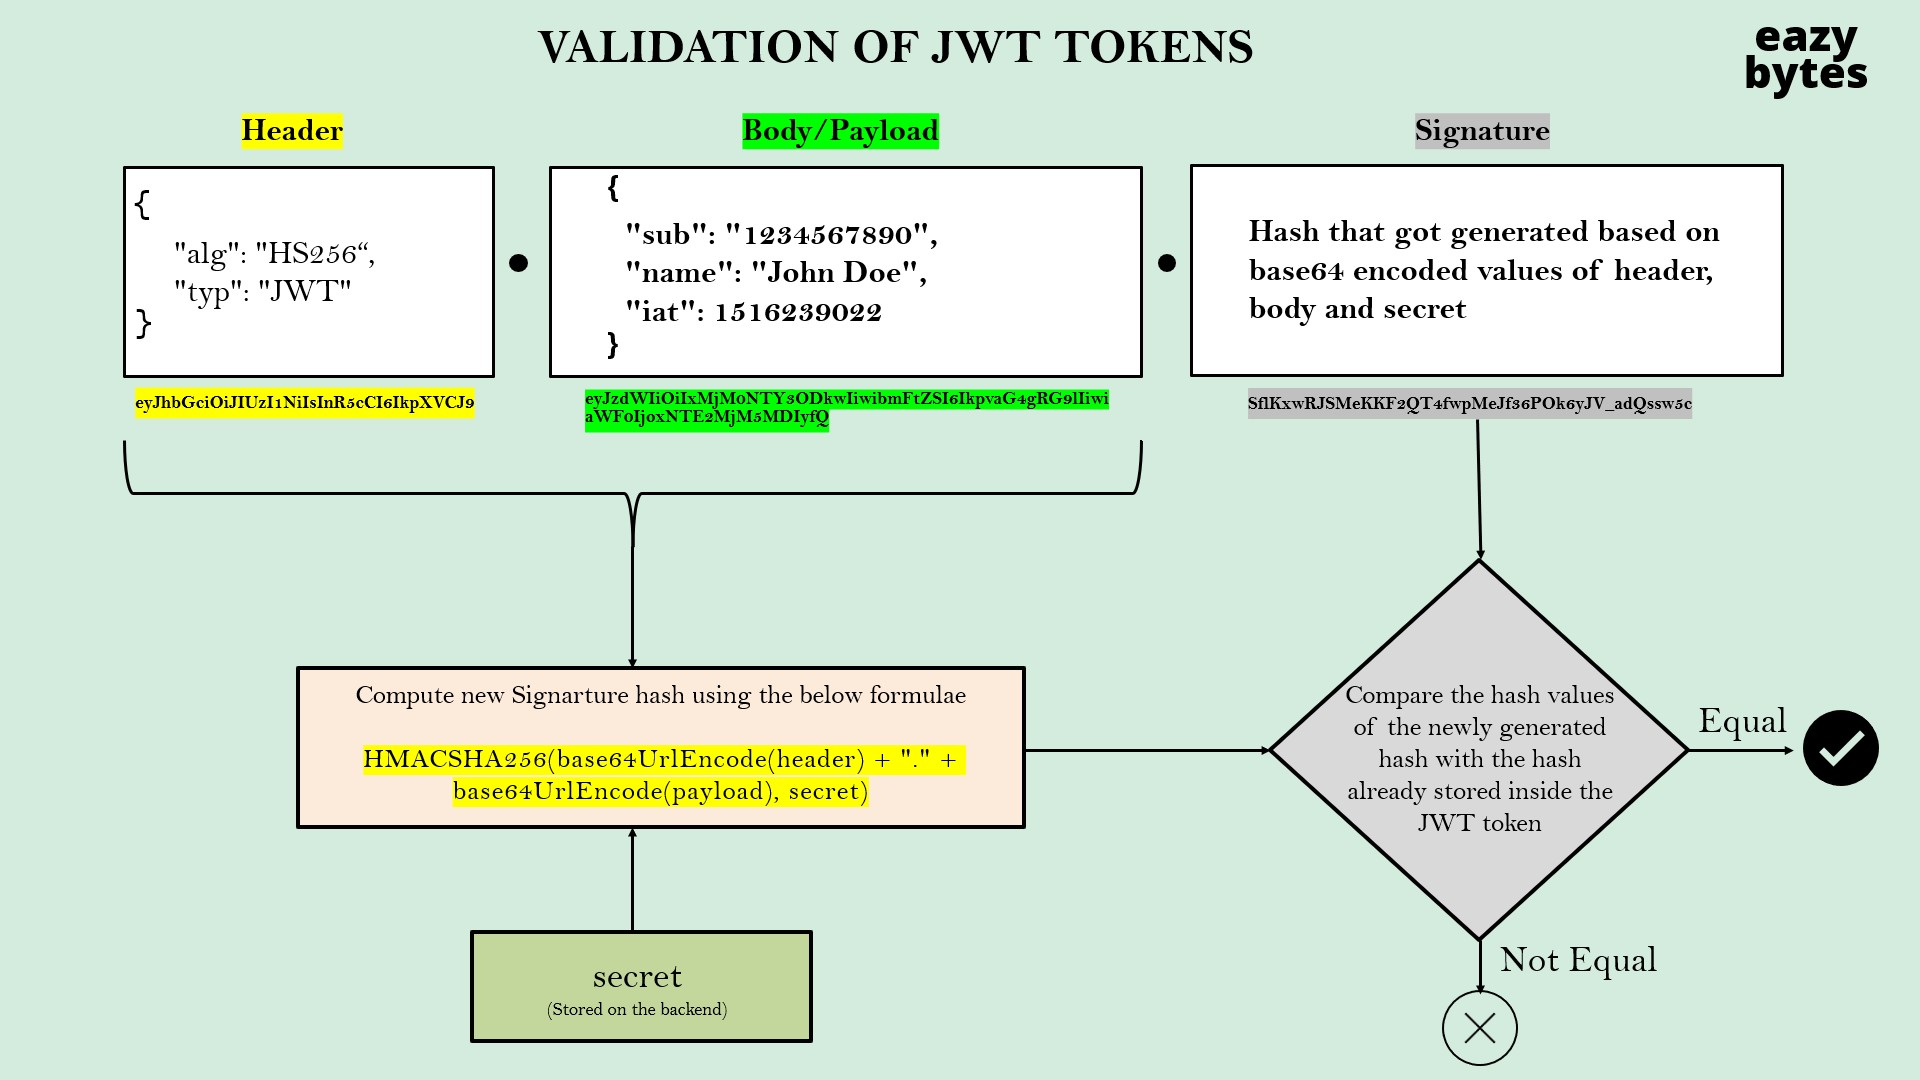 VALIDATION OF JWT TOKENS
eazy
bytes
Header
Body/Payload
Signature
{
"alg": "HS256“,
"typ": "JWT"
}
{
"sub": "1234567890",
"name": "John Doe",
"iat": 1516239022
}
Hash that got generated based on
base64 encoded values of header,
body and secret
eyJhbGciOiJIUzI1NiIsInR5cCI6IkpXVCJ9
eyJzdWIiOiIxMjM0NTY3ODkwIiwibmFtZSI6IkpvaG4gRG9lIiwi
aWF0IjoxNTE2MjM5MDIyfQ
SflKxwRJSMeKKF2QT4fwpMeJf36POk6yJV_adQssw5c
Compute new Signarture hash using the below formulae
HMACSHA256(base64UrlEncode(header) + "." +
base64UrlEncode(payload), secret)
Compare the hash values
of the newly generated
hash with the hash
already stored inside the
JWT token
Equal
Not Equal
secret
(Stored on the backend)